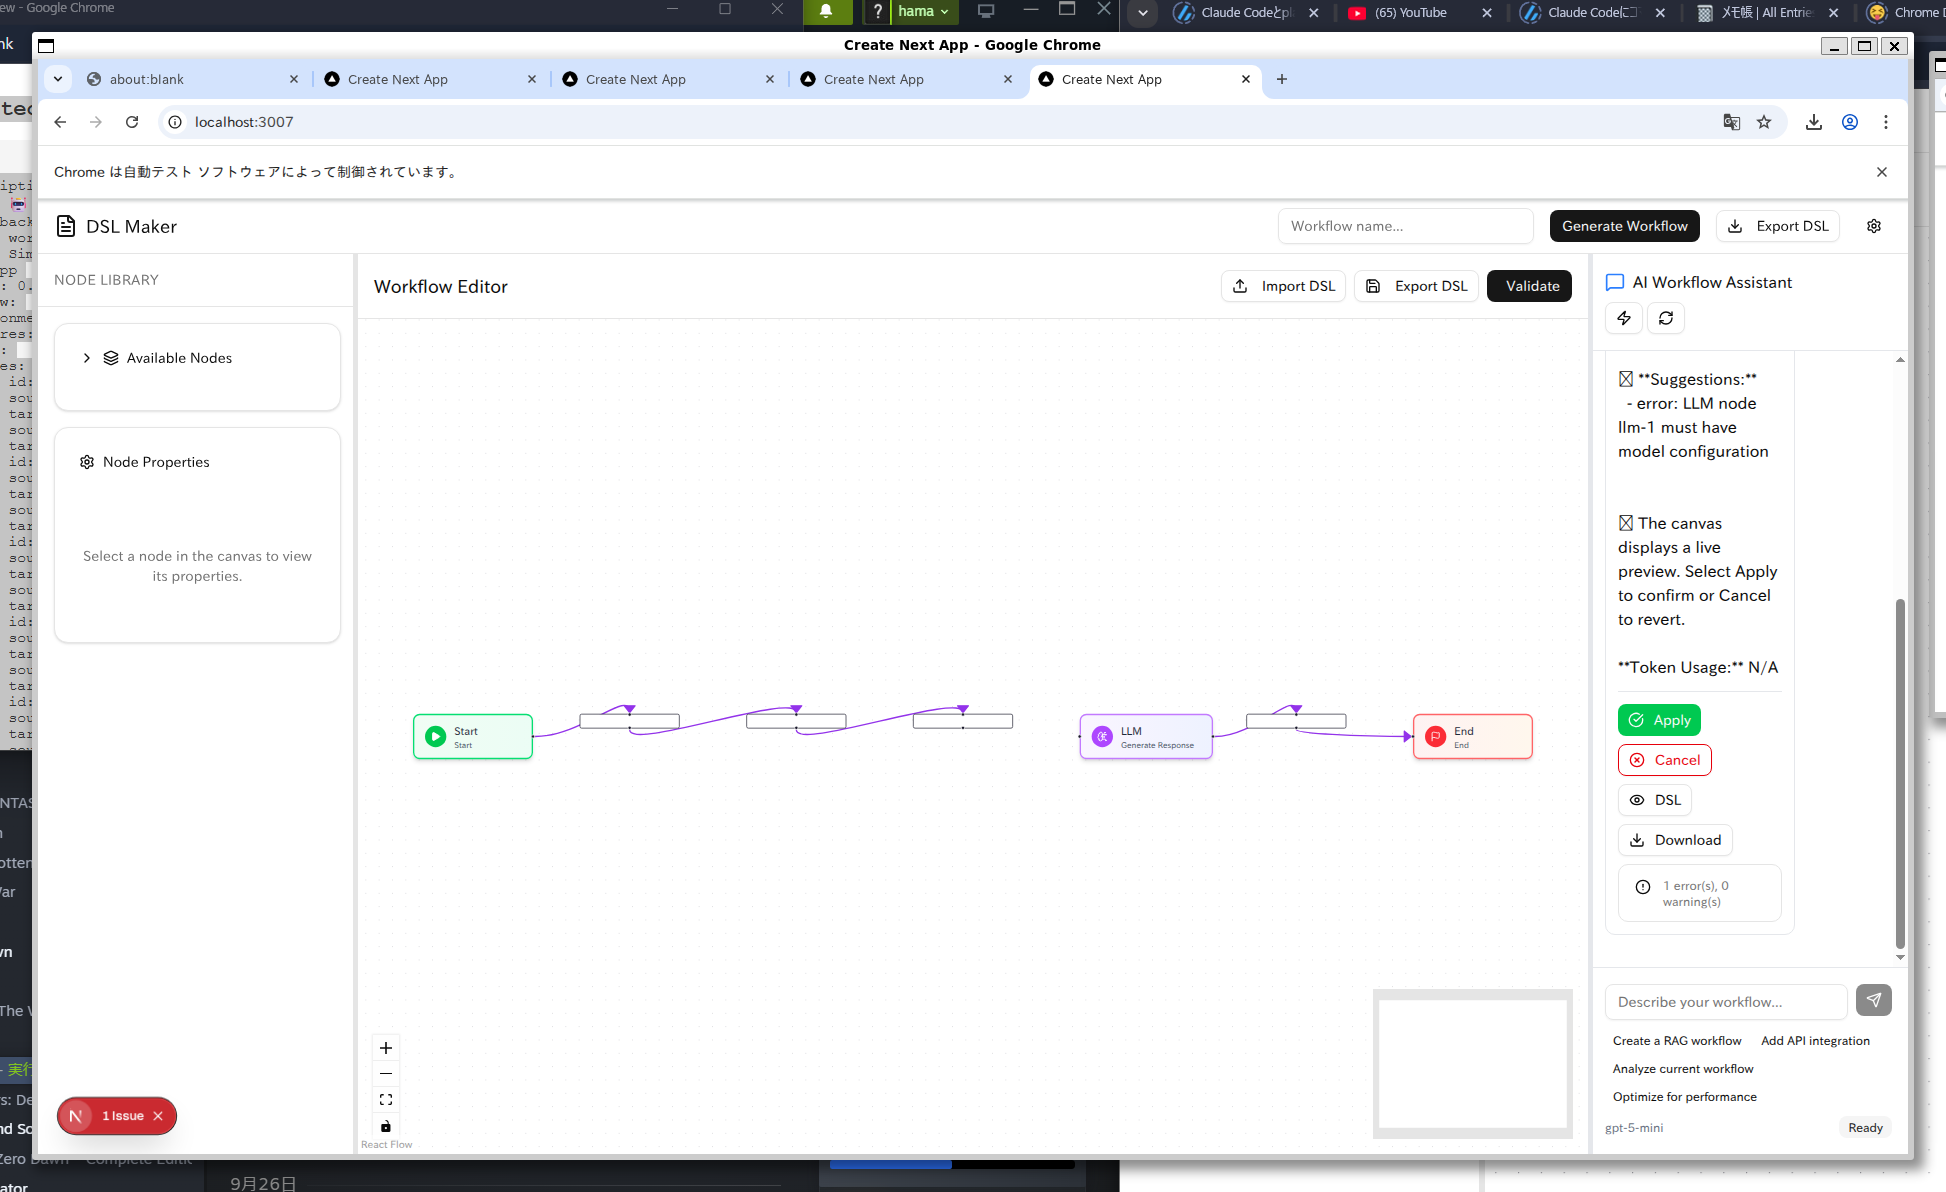 ew - Google Chrome
hama
Claude Codeとpl
(65) YouTube
Claude Codeに
メモ帳 | All Entrie
Chrome D
Create Next App - Google Chrome
about:blank
Create Next App
Create Next App
Create Next App
Create Next App
localhost:3007
Chrome は自動テスト ソフトウェアによって制御されています。
DSL Maker
Workflow name...
Generate Workflow
Export DSL
NODE LIBRARY
Available Nodes
Node Properties
Select a node in the canvas to view
its properties.
Workflow Editor
Import DSL
Export DSL
Validate
Start
Start
LLM
Generate Response
End
End
React Flow
1 Issue
AI Workflow Assistant
**Suggestions:**
- error: LLM node
llm-1 must have
model configuration
The canvas
displays a live
preview. Select Apply
to confirm or Cancel
to revert.
**Token Usage:** N/A
Apply
Cancel
DSL
Download
1 error(s), 0
warning(s)
Describe your workflow...
Create a RAG workflow
Add API integration
Analyze current workflow
Optimize for performance
gpt-5-mini
Ready
9月26日